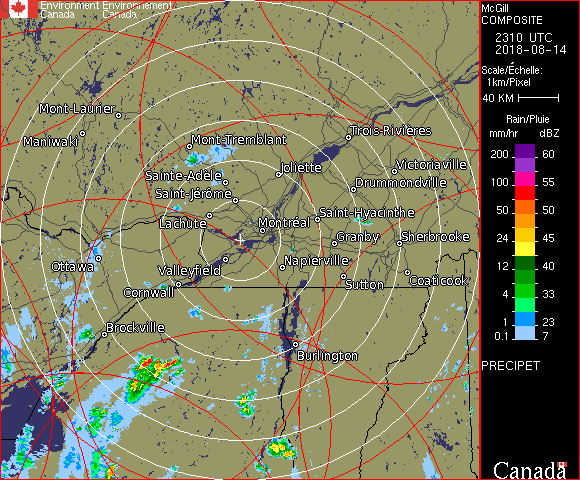 Environment Environnement
Canada Canada
McGill
COMPOSITE
2310 UTC
2018-08-14
Scale/Échelle:
1km/Pixel
40 KM
Rain/Pluie
mm/hr dBZ
200 60
100 55
50 50
24 45
12 40
4 33
1 23
0.1 7
PRECIPET
Mont-Laurier
Maniwaki
Mont-Tremblant
Trois-Rivières
Sainte-Adèle
Joliette
Victoriaville
Saint-Jérôme
Drummondville
Lachute
Montréal
Saint-Hyacinthe
Granby
Sherbrooke
Ottawa
Valleyfield
Napierville
Cornwall
Sutton
Coaticook
Brockville
Burlington
Canada